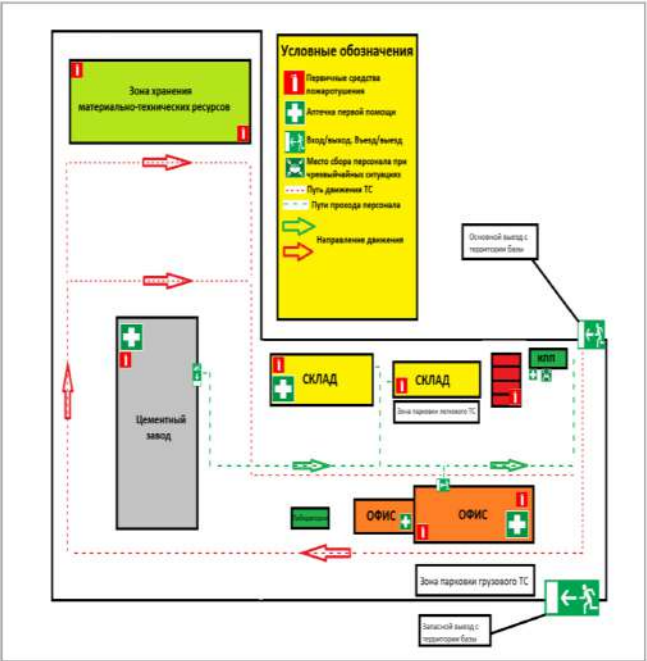 Зона хранения
материально-технических ресурсов
Условные обозначения
Первичные средства
пожаротушения
Аптечка первой помощи
Вход/выход. Въезд/выезд
Место сбора персонала при
чрезвычайных ситуациях
Путь движения ТС
Пути прохода персонала
Направление движения
Основной выезд с
территории базы
КПП
СКЛАД
СКЛАД
Зона парковки легкового ТС
Цементный
завод
ОФИС
ОФИС
Зона парковки грузового ТС
Запасной выезд с
территории базы